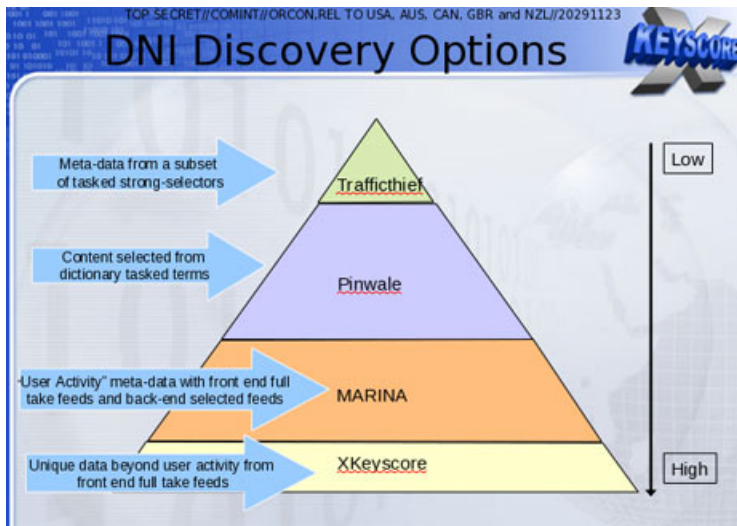 TOP SECRET//COMINT//ORCON,REL TO USA, AUS, CAN, GBR and NZL//20291123
DNI Discovery Options
X
KEYSCORE
Meta-data from a subset
of tasked strong-selectors
Trafficthief
Low
Content selected from
dictionary tasked terms
Pinwale
"User Activity" meta-data with front end full
take feeds and back-end selected feeds
MARINA
Unique data beyond user activity from
front end full take feeds
XKeyscore
High